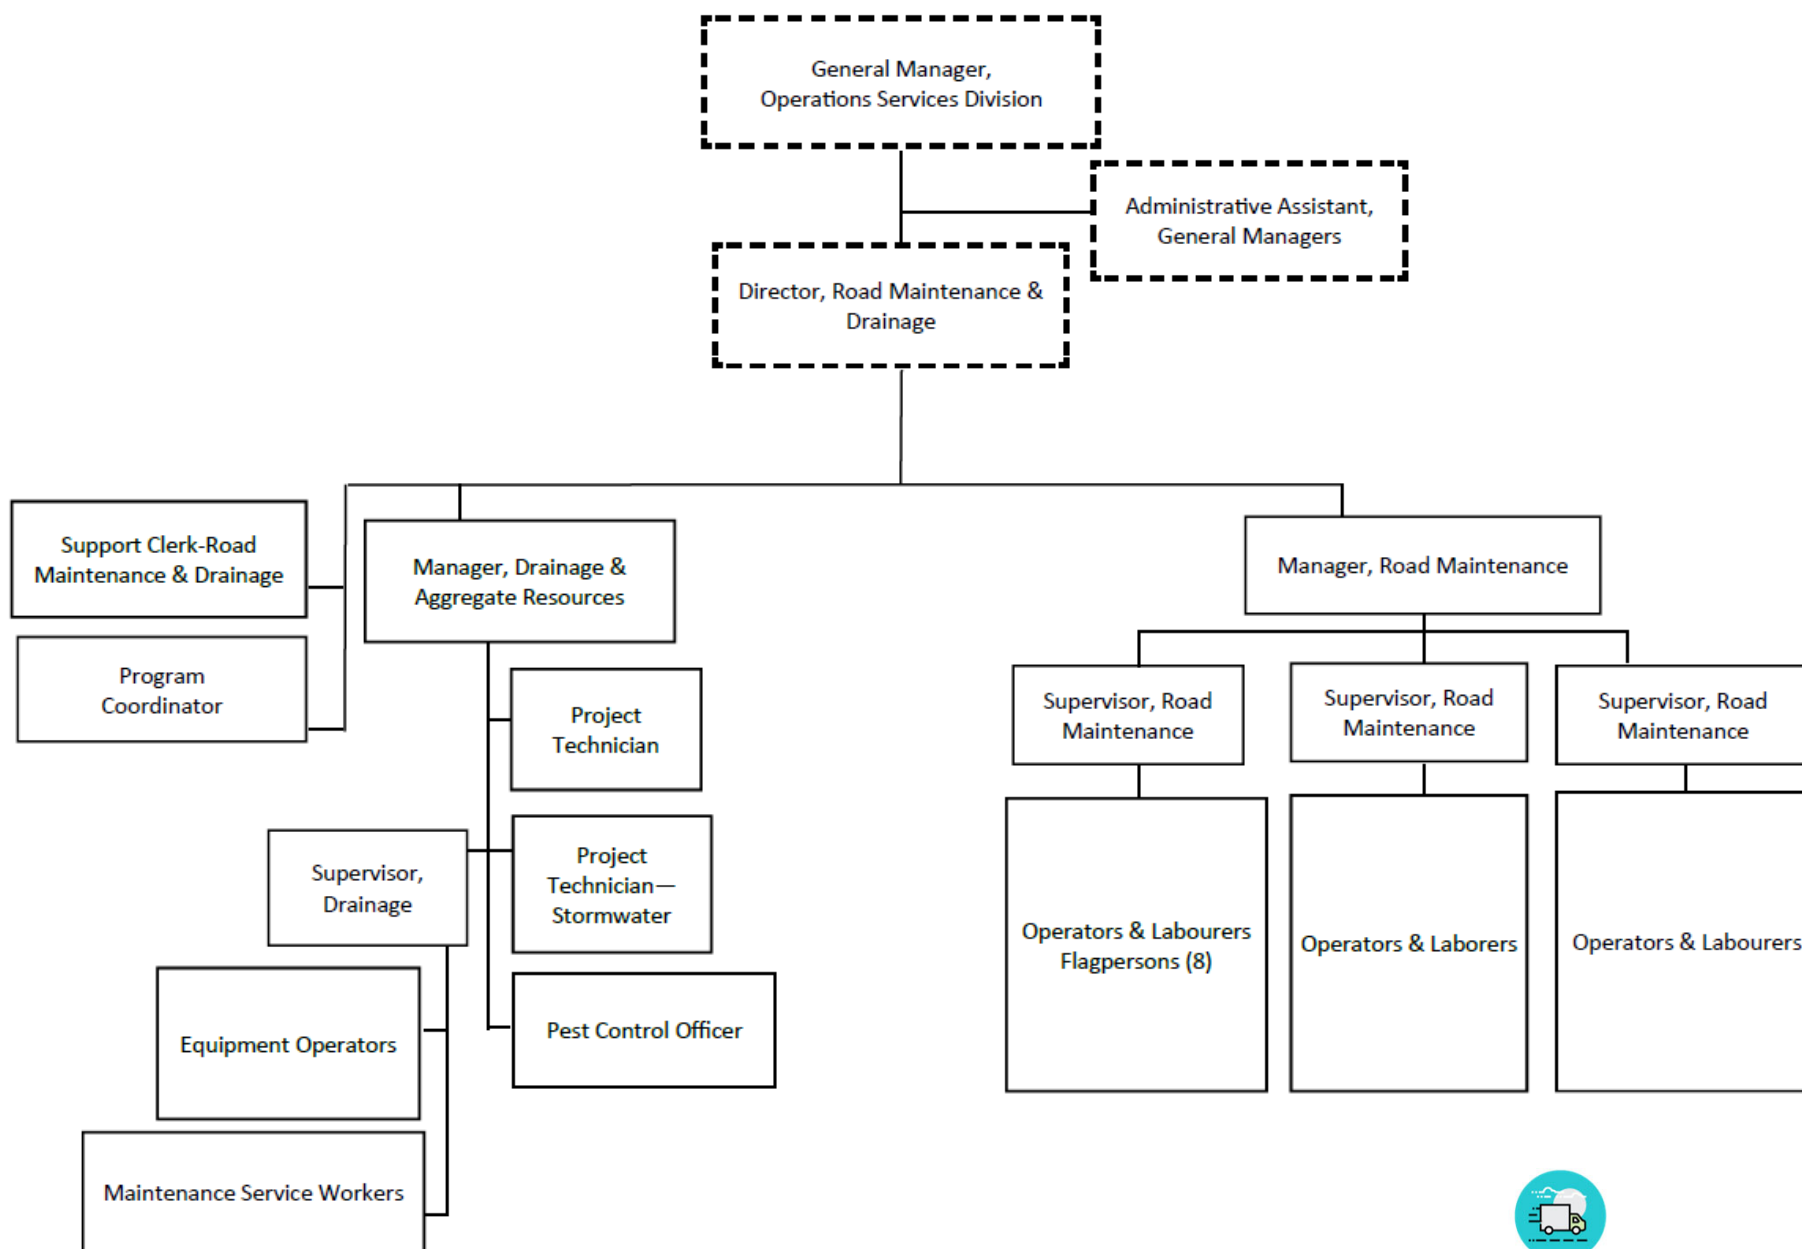 General Manager,
Operations Services Division
Administrative Assistant,
General Managers
Director, Road Maintenance &
Drainage
Support Clerk-Road
Maintenance & Drainage
Program
Coordinator
Manager, Drainage &
Aggregate Resources
Project
Technician
Supervisor,
Drainage
Project
Technician—
Stormwater
Equipment Operators
Pest Control Officer
Maintenance Service Workers
Manager, Road Maintenance
Supervisor, Road
Maintenance
Supervisor, Road
Maintenance
Supervisor, Road
Maintenance
Operators & Labourers
Flagpersons (8)
Operators & Laborers
Operators & Labourers